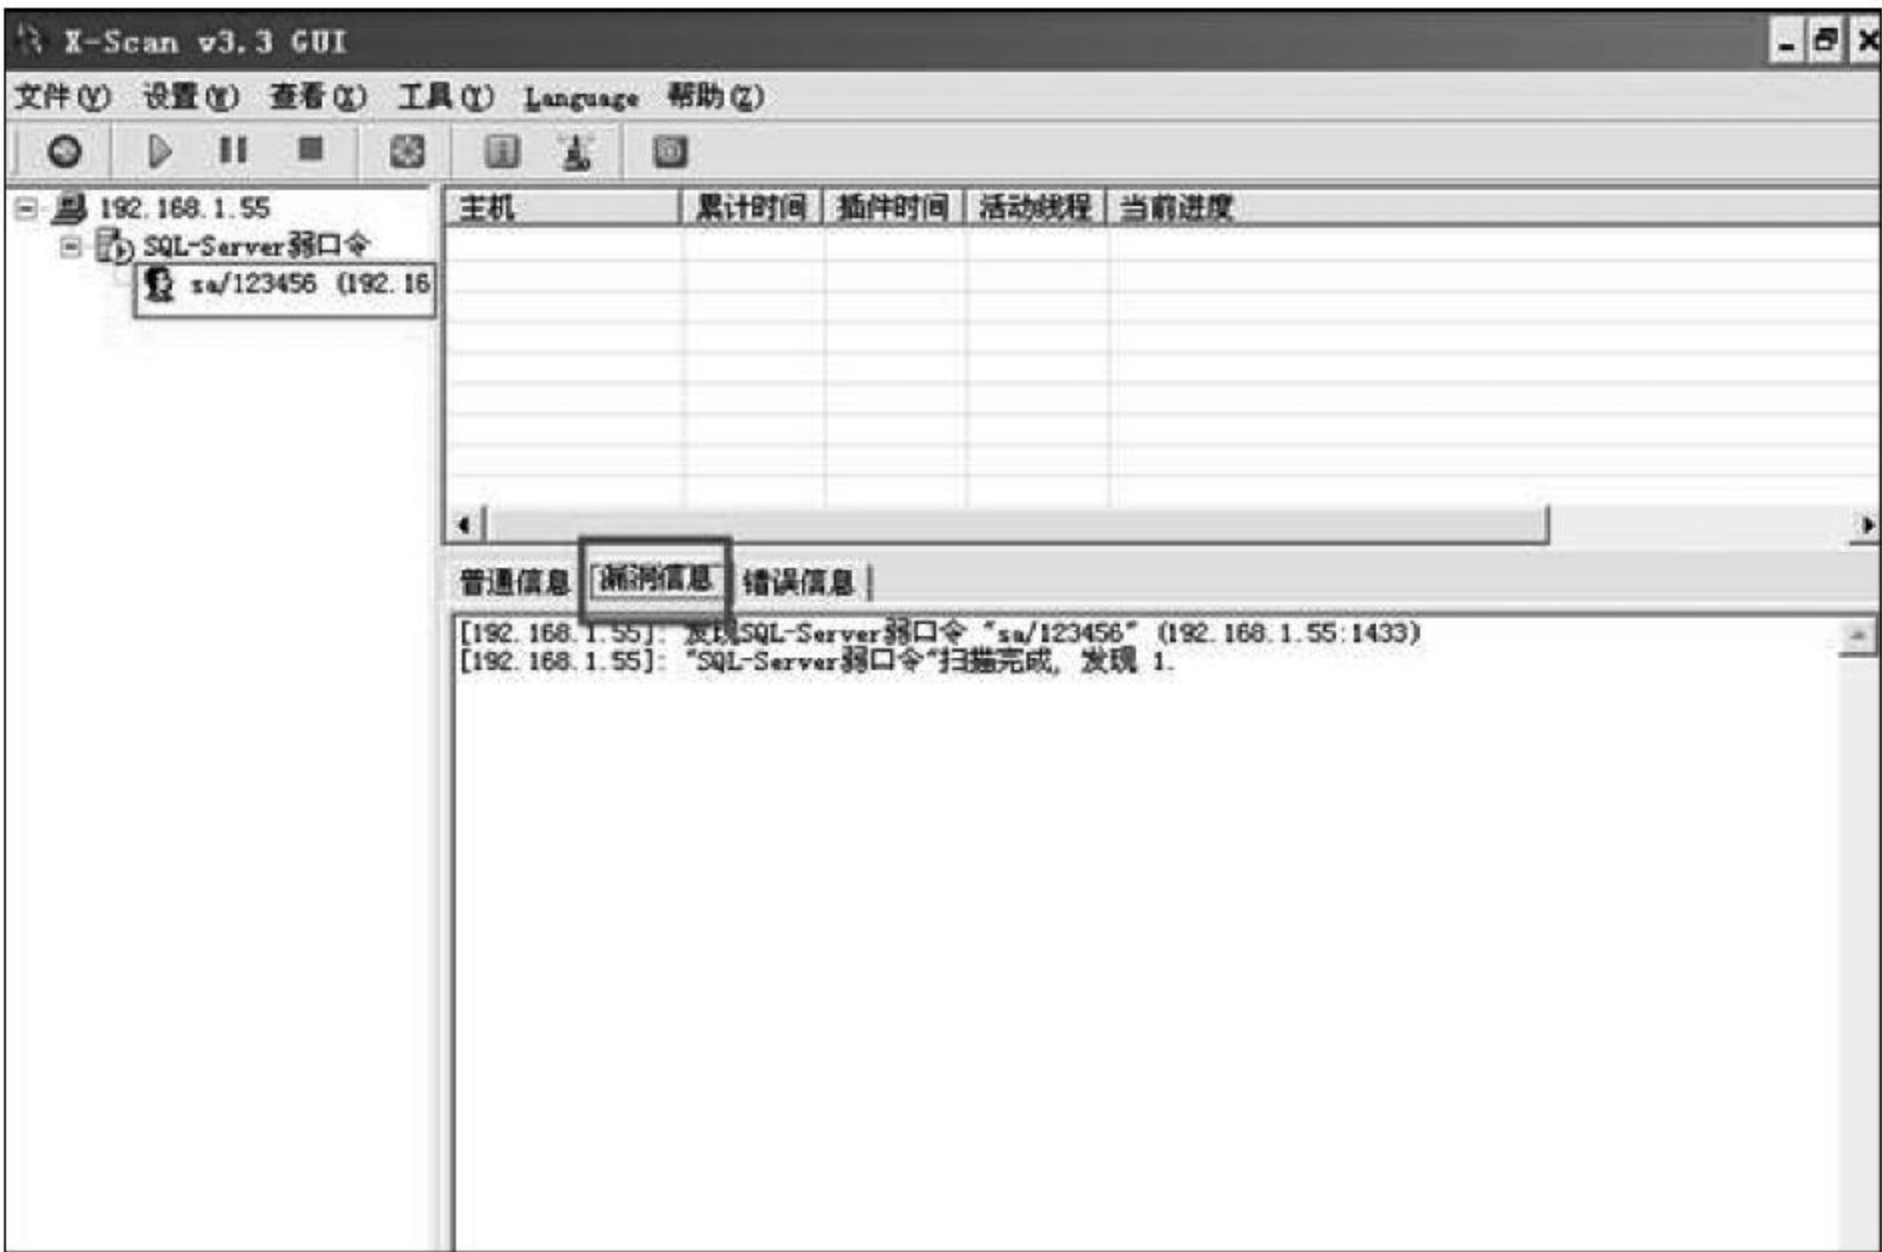 X-Scan v3.3 GUI
文件(V) 设置(W) 查看(X) 工具(Y) Language 帮助(Z)
192.168.1.55
SQL-Server弱口令
sa/123456 (192.16
主机 累计时间 插件时间 活动线程 当前进度
普通信息 漏洞信息 错误信息
[192.168.1.55]: 发现SQL-Server弱口令 "sa/123456" (192.168.1.55:1433)
[192.168.1.55]: "SQL-Server弱口令"扫描完成, 发现 1.